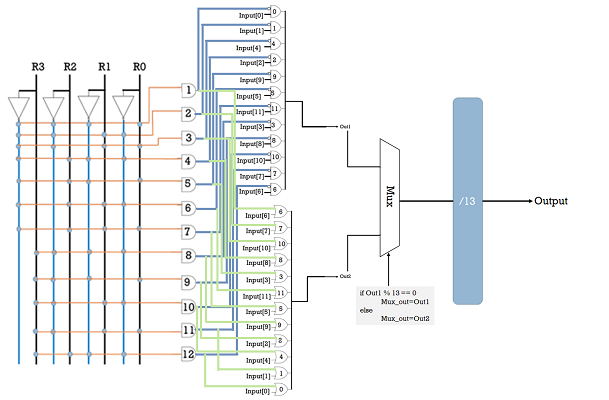 R3 R2 R1 R0
1
2
3
4
5
6
7
8
9
10
11
12
Input[0] 0
Input[1] 1
Input[4] 4
Input[2] 2
Input[9] 9
Input[5]
Input[11] 11
Input[3] 3
Input[8] 8
Input[10] 10
Input[7] 7
Input[6] 6
Input[6] 6
Input[7] 7
Input[10] 10
Input[8] 8
Input[3] 3
Input[11] 11
Input[5]
Input[9] 9
Input[2] 2
Input[4] 4
Input[1] 1
Input[0] 0
Out1
Out2
Mux
/13
Output
if Out1 % 13 == 0
Mux_out=Out1
else
Mux_out=Out2